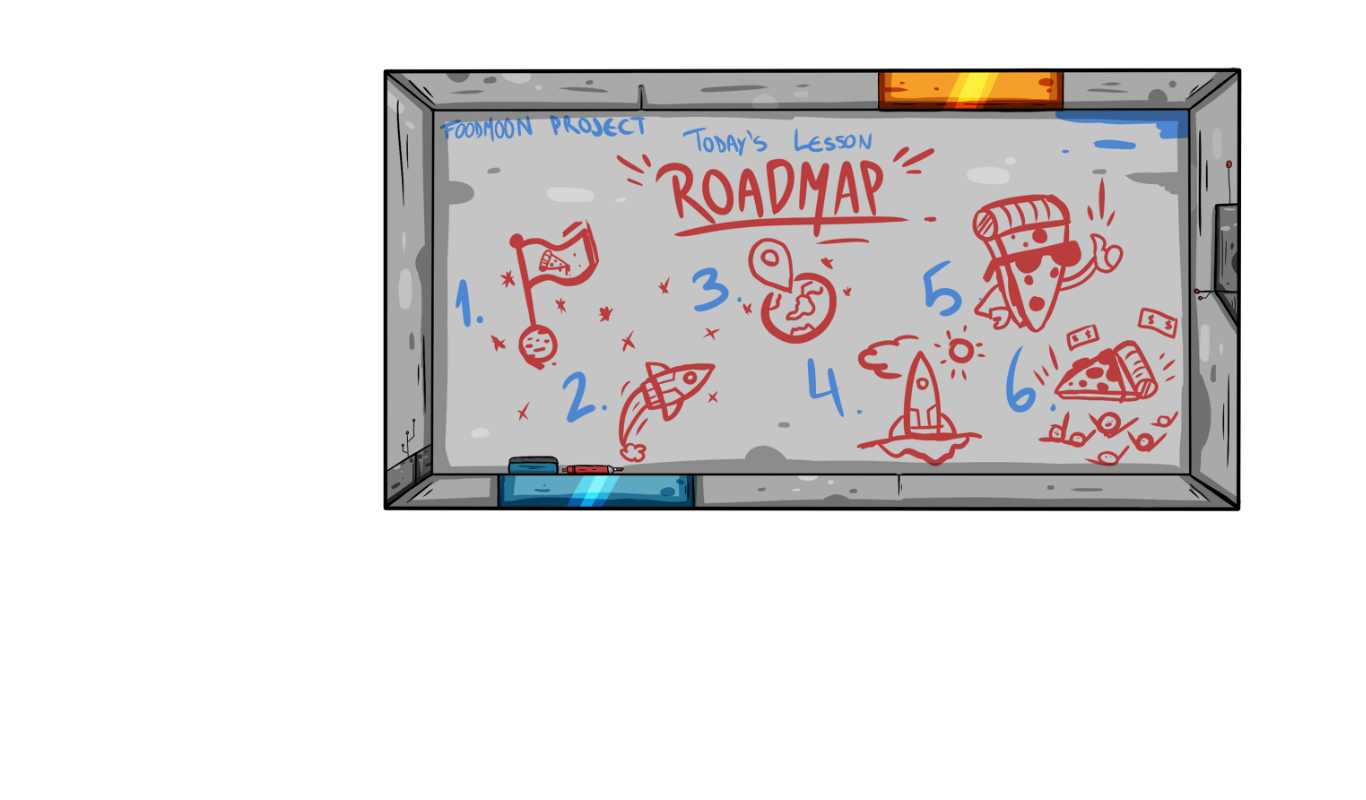 FOODMOON PROJECT
TODAY'S LESSON
ROADMAP
1.
2.
3.
4.
5.
6.
$ $
$ $